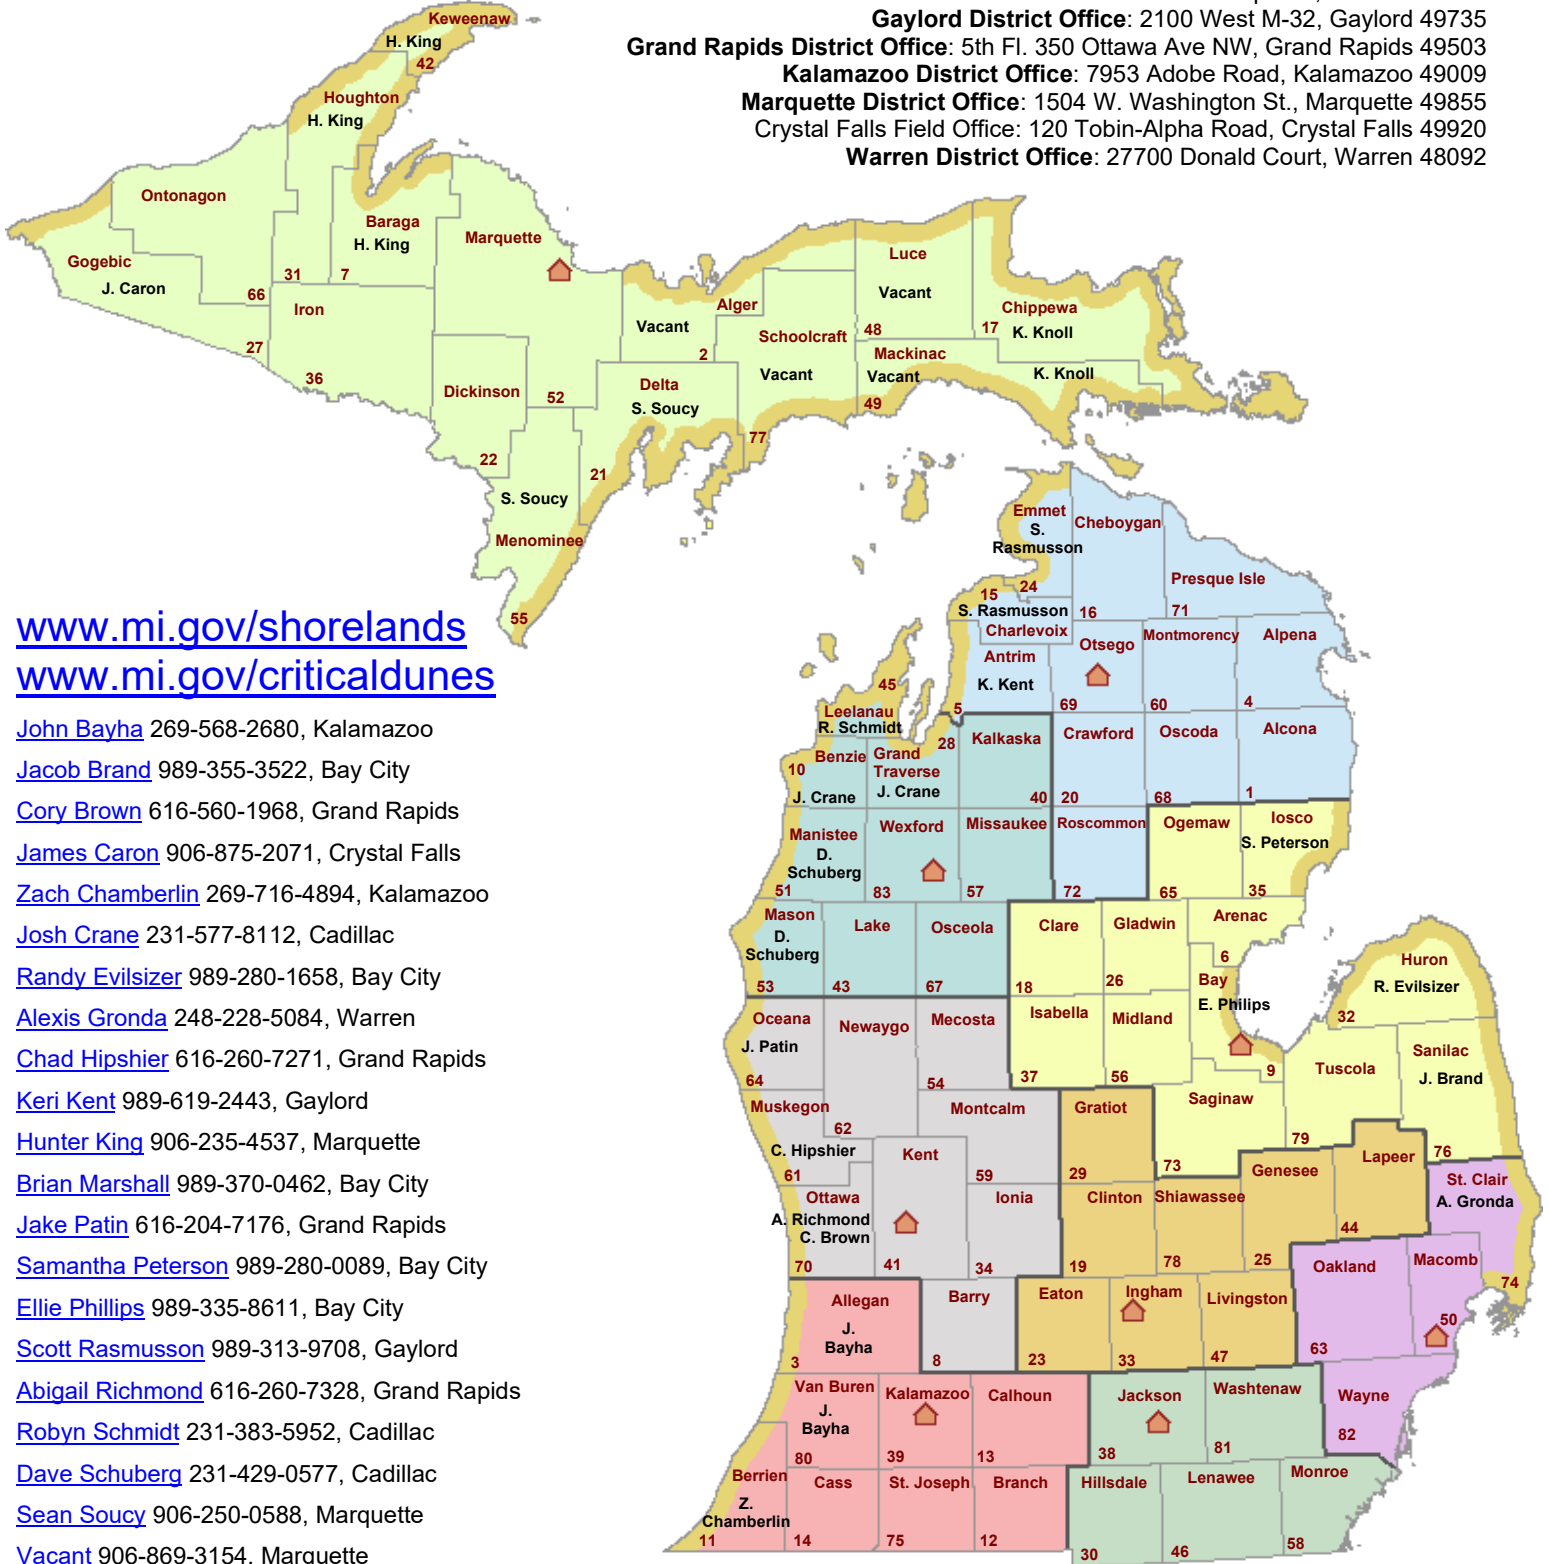 Gaylord District Office: 2100 West M-32, Gaylord 49735
Grand Rapids District Office: 5th Fl. 350 Ottawa Ave NW, Grand Rapids 49503
Kalamazoo District Office: 7953 Adobe Road, Kalamazoo 49009
Marquette District Office: 1504 W. Washington St., Marquette 49855
Crystal Falls Field Office: 120 Tobin-Alpha Road, Crystal Falls 49920
Warren District Office: 27700 Donald Court, Warren 48092
Keweenaw
H. King
42
Houghton
H. King
31
Ontonagon
66
Baraga
H. King
7
Marquette
52
Gogebic
J. Caron
27
Iron
36
Dickinson
22
Vacant
Alger
2
Delta
S. Soucy
21
S. Soucy
Menominee
55
Schoolcraft
Vacant
77
Luce
Vacant
48
Mackinac
Vacant
49
K. Knoll
Chippewa
17
K. Knoll
www.mi.gov/shorelands
www.mi.gov/criticaldunes
John Bayha 269-568-2680, Kalamazoo
Jacob Brand 989-355-3522, Bay City
Cory Brown 616-560-1968, Grand Rapids
James Caron 906-875-2071, Crystal Falls
Zach Chamberlin 269-716-4894, Kalamazoo
Josh Crane 231-577-8112, Cadillac
Randy Evilsizer 989-280-1658, Bay City
Alexis Gronda 248-228-5084, Warren
Chad Hipshier 616-260-7271, Grand Rapids
Keri Kent 989-619-2443, Gaylord
Hunter King 906-235-4537, Marquette
Brian Marshall 989-370-0462, Bay City
Jake Patin 616-204-7176, Grand Rapids
Samantha Peterson 989-280-0089, Bay City
Ellie Phillips 989-335-8611, Bay City
Scott Rasmusson 989-313-9708, Gaylord
Abigail Richmond 616-260-7328, Grand Rapids
Robyn Schmidt 231-383-5952, Cadillac
Dave Schuberg 231-429-0577, Cadillac
Sean Soucy 906-250-0588, Marquette
Vacant 906-869-3154, Marquette
Emmet
S.
Rasmusson
24
Cheboygan
16
Presque Isle
71
15
S. Rasmusson
Charlevoix
Antrim
K. Kent
5
Otsego
69
Montmorency
60
Alpena
4
45
Leelanau
R. Schmidt
10
Benzie
J. Crane
28
Grand
Traverse
J. Crane
Kalkaska
40
Crawford
20
Oscoda
68
Alcona
1
Manistee
D.
Schuberg
51
Wexford
83
Missaukee
57
Roscommon
72
Ogemaw
65
Iosco
S. Peterson
35
Mason
D.
Schuberg
53
Lake
43
Osceola
67
Clare
18
Gladwin
26
Arenac
6
Bay
E. Philips
9
Huron
R. Evilsizer
32
Oceana
J. Patin
64
Newaygo
62
Mecosta
54
Isabella
37
Midland
56
Saginaw
73
Tuscola
79
Sanilac
J. Brand
76
Muskegon
C. Hipshier
61
Kent
41
Montcalm
59
Gratiot
29
Genesee
25
Lapeer
44
St. Clair
A. Gronda
74
Ottawa
A. Richmond
C. Brown
70
Ionia
34
Clinton
19
Shiawassee
78
Oakland
63
Macomb
50
Allegan
J.
Bayha
3
Barry
8
Eaton
23
Ingham
33
Livingston
47
Van Buren
J.
Bayha
80
Kalamazoo
39
Calhoun
13
Jackson
38
Washtenaw
81
Wayne
82
Berrien
Z.
Chamberlin
11
Cass
14
St. Joseph
75
Branch
12
Hillsdale
30
Lenawee
46
Monroe
58